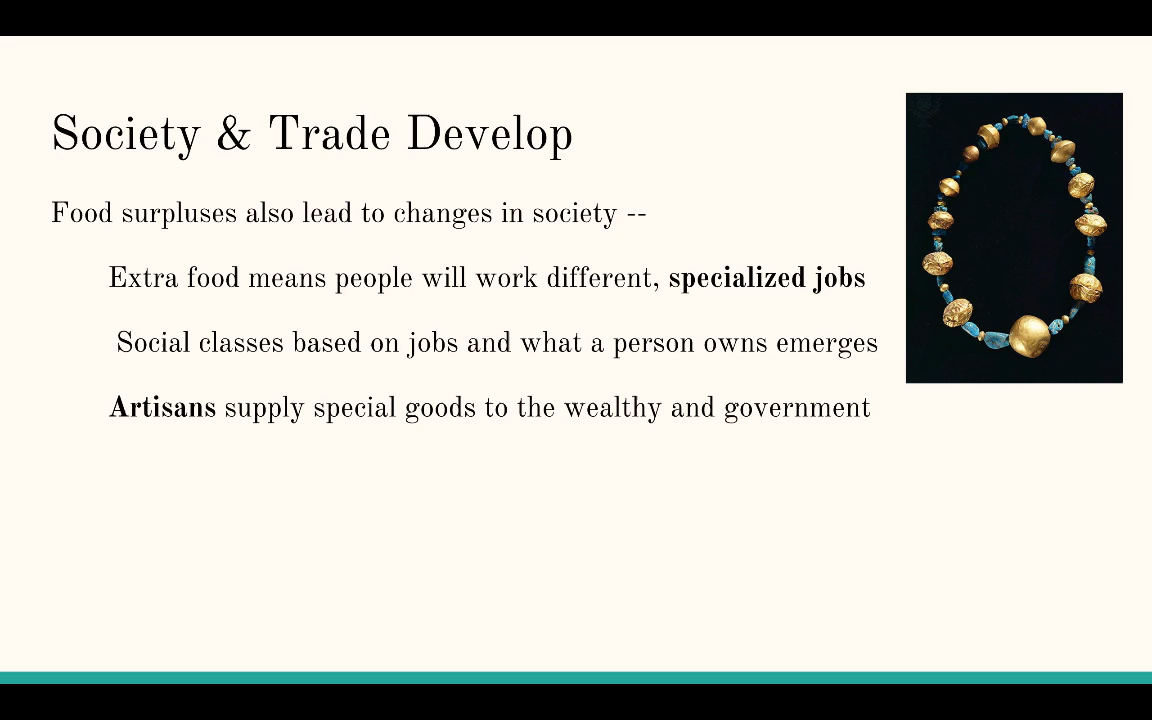 Society & Trade Develop
Food surpluses also lead to changes in society --
Extra food means people will work different, specialized jobs
Social classes based on jobs and what a person owns emerges
Artisans supply special goods to the wealthy and government